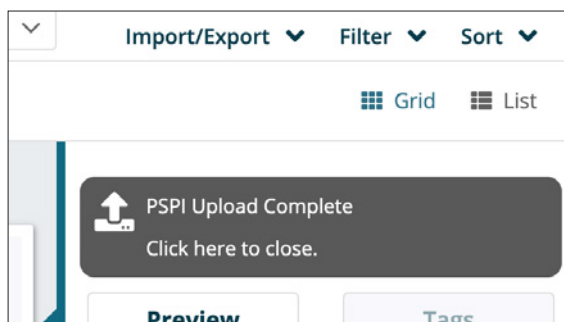 Import/Export Filter Sort
Grid List
PSPI Upload Complete
Click here to close.
Preview Tags